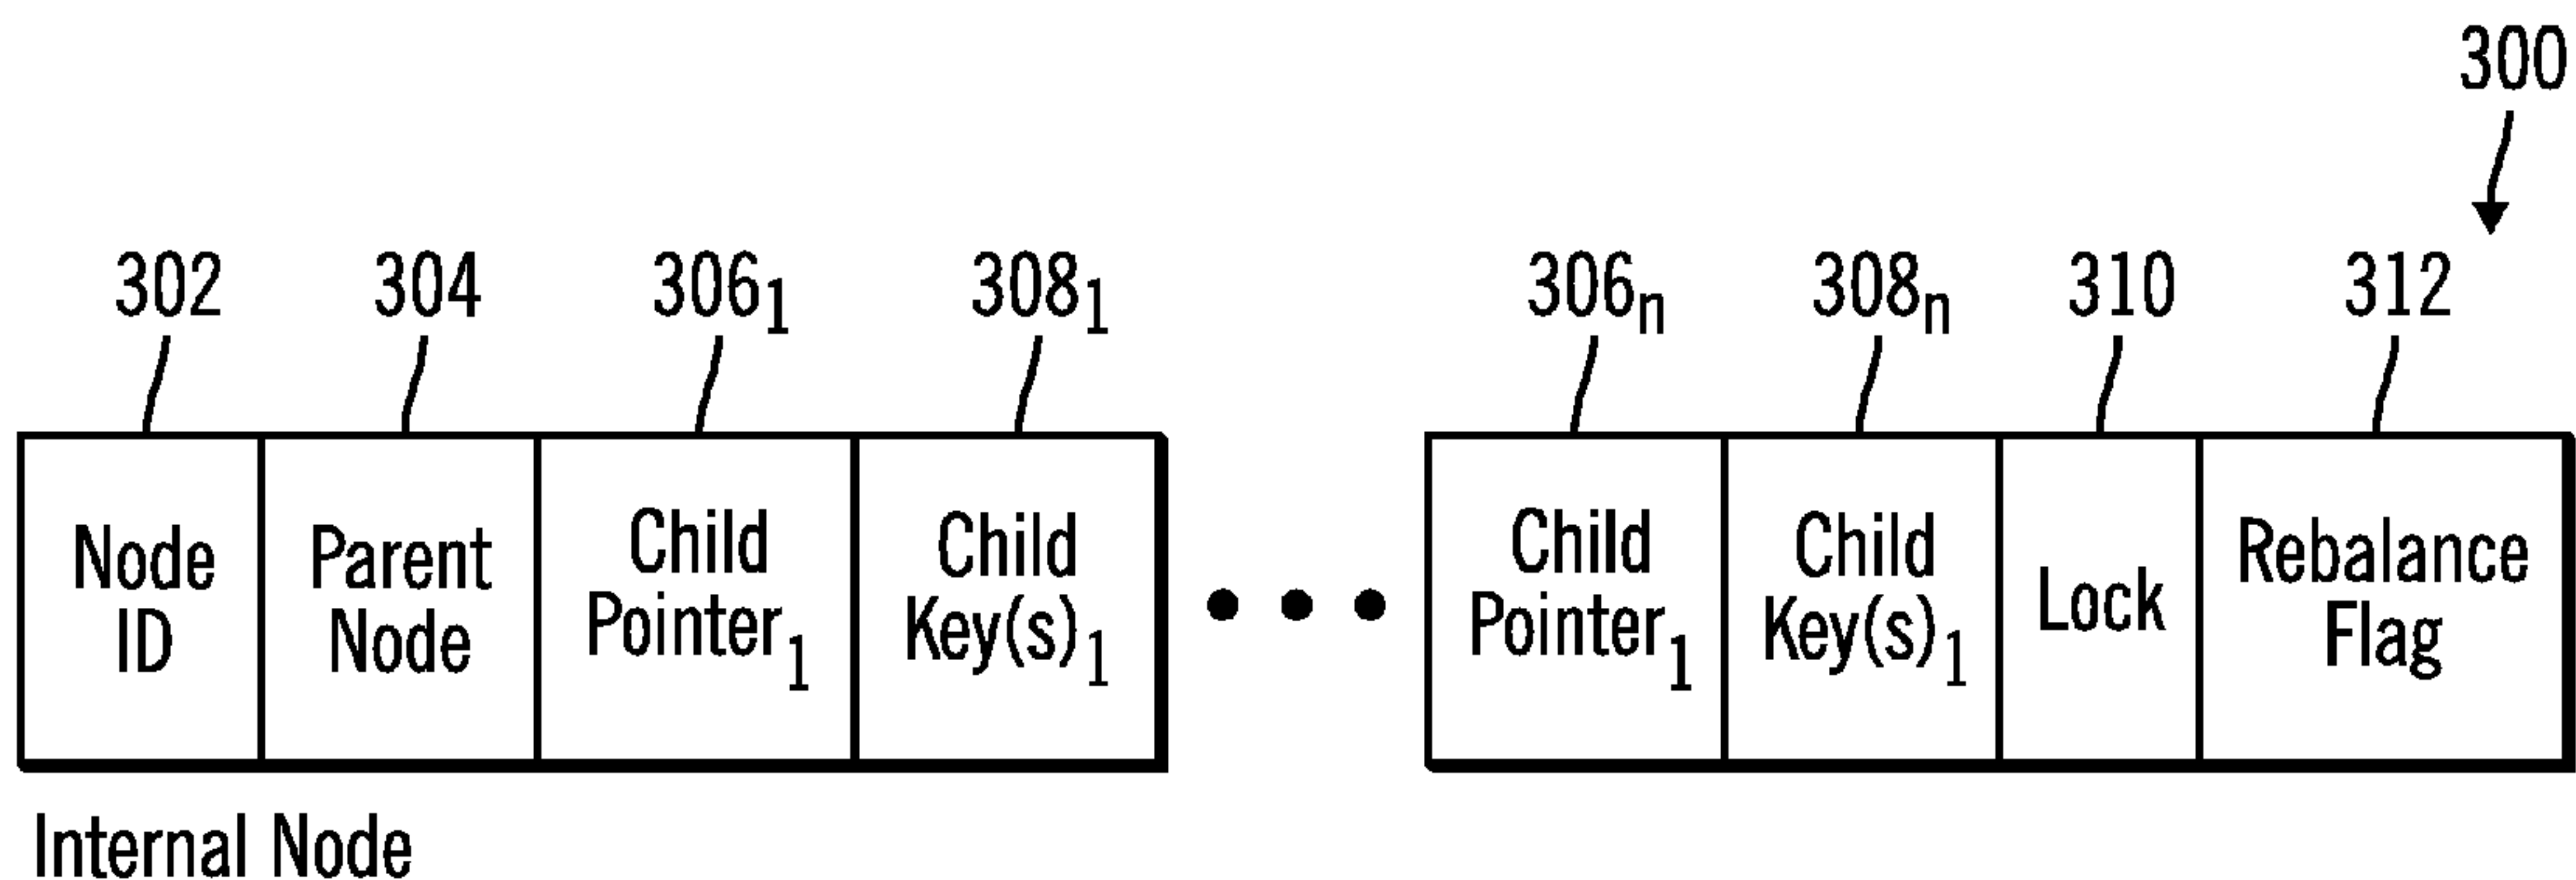 300
302 304 306₁ 308₁ 306ₙ 308ₙ 310 312
Node
ID
Parent
Node
Child
Pointer₁
Child
Key(s)₁
Child
Pointer₁
Child
Key(s)₁
Lock
Rebalance
Flag
Internal Node